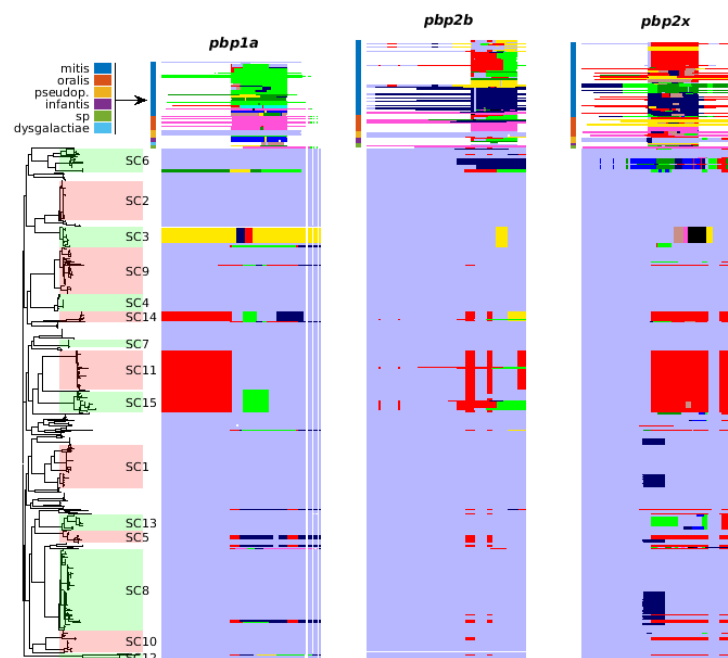 pbp1a
pbp2b
pbp2x
mitis
oralis
pseudop.
infantis
sp
dysgalactiae
SC6
SC2
SC3
SC9
SC4
SC14
SC7
SC11
SC15
SC1
SC13
SC5
SC8
SC10
SC12